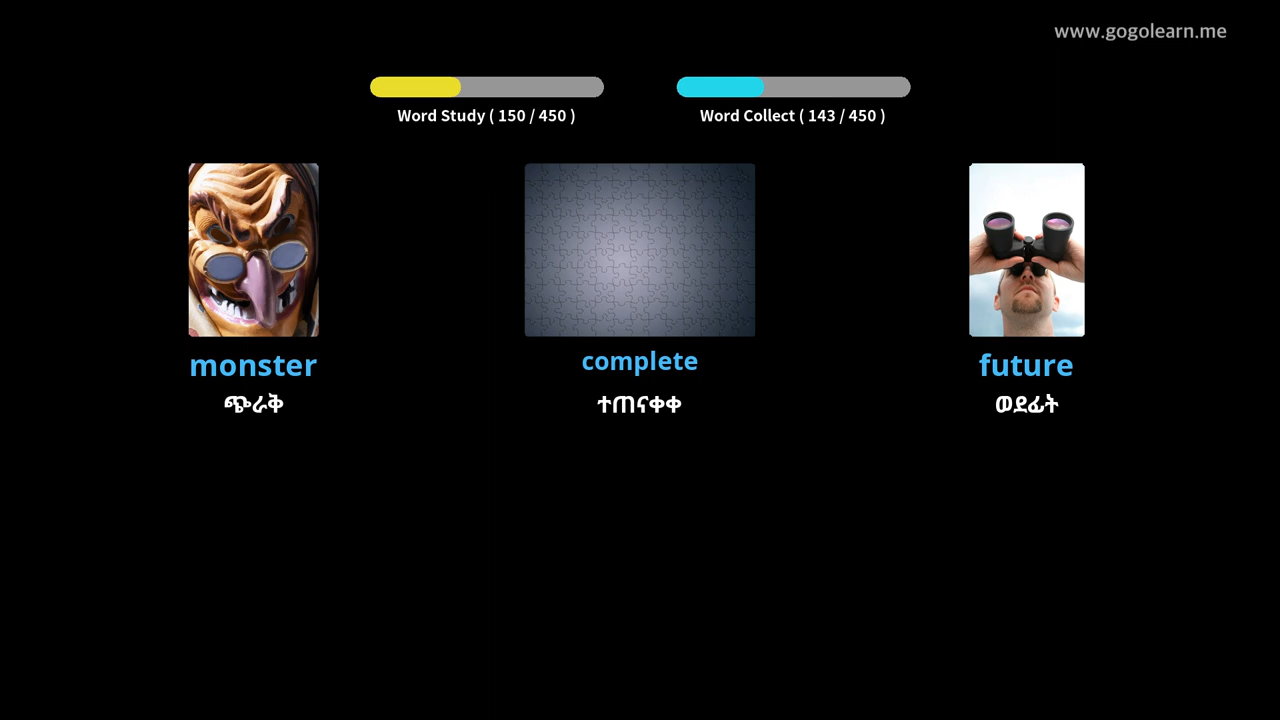 www.gogolearn.me
Word Study ( 150 / 450 )
Word Collect ( 143 / 450 )
monster
ጭራቅ
complete
ተጠናቀቀ
future
ወደፊት